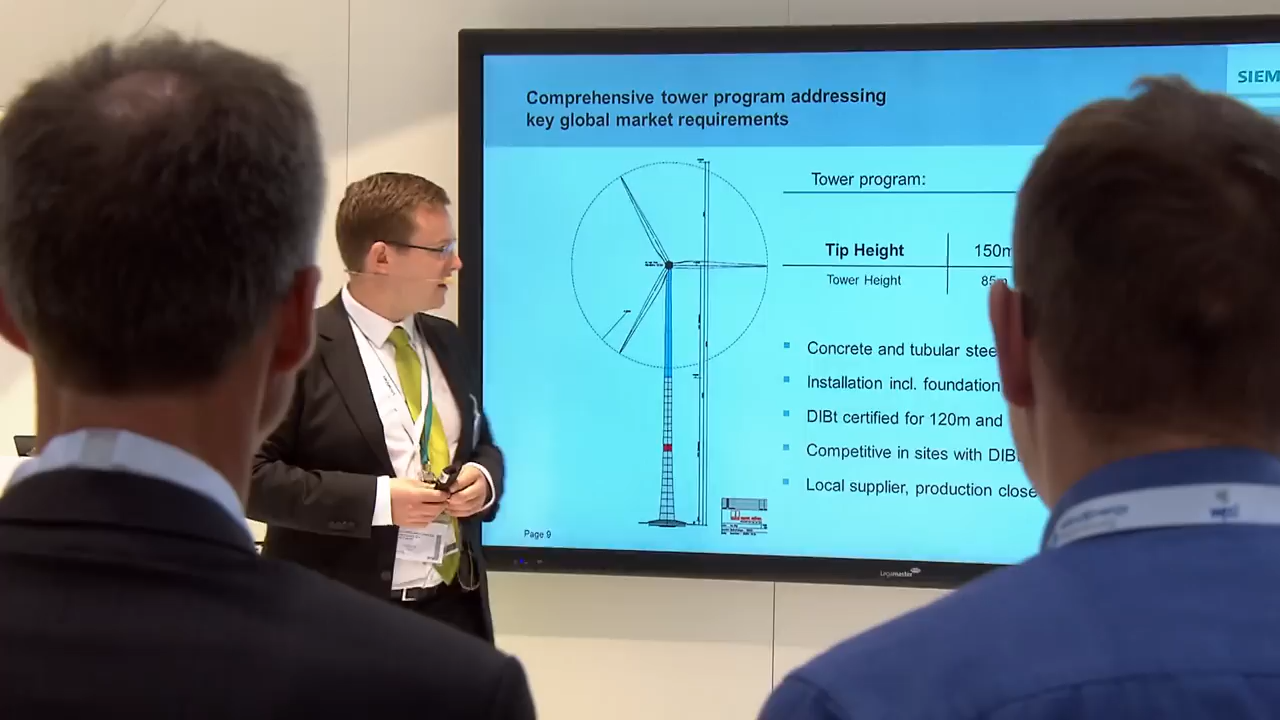 Comprehensive tower program addressing
key global market requirements
SIEM
Tower program:
Tip Height 150m
Tower Height 85m
Concrete and tubular stee
Installation incl. foundation
DIBt certified for 120m and
Competitive in sites with DIB
Local supplier, production close
Page 9
Legamaster